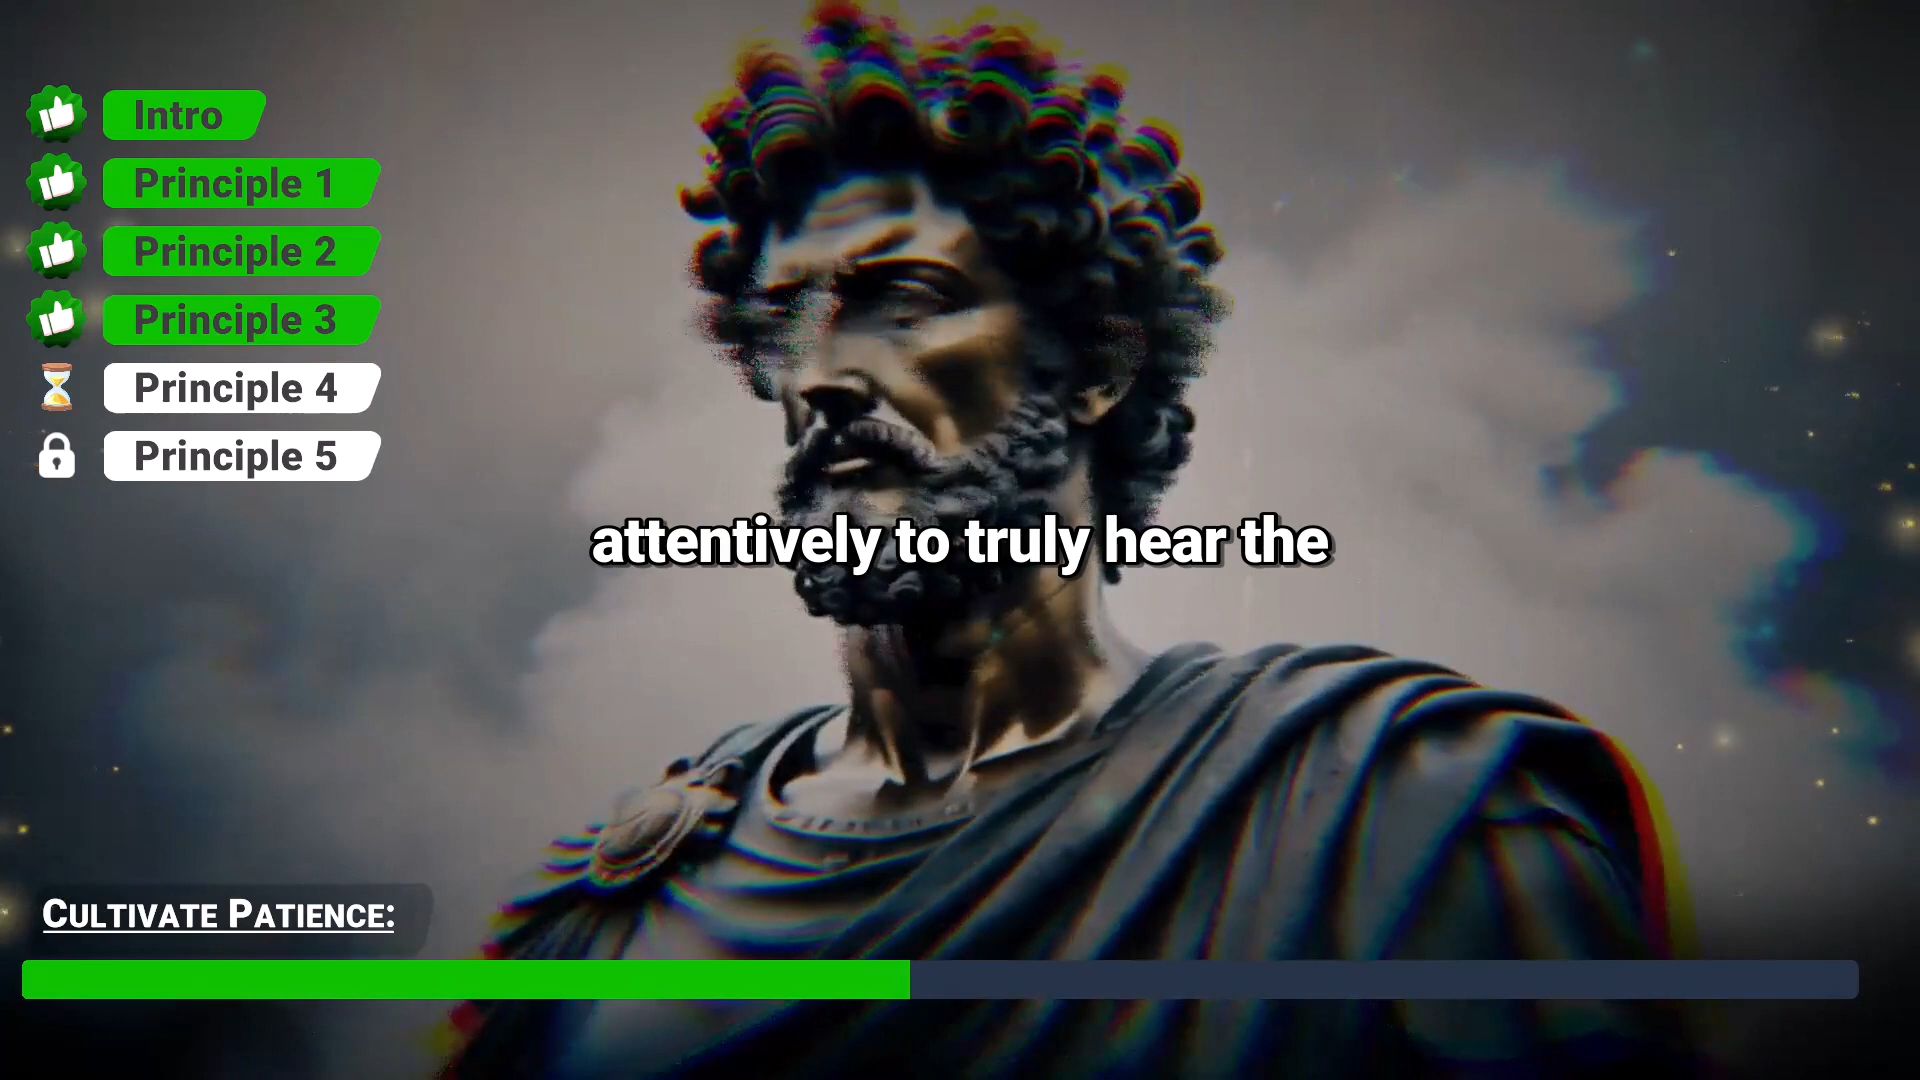 Intro
Principle 1
Principle 2
Principle 3
Principle 4
Principle 5
attentively to truly hear the
CULTIVATE PATIENCE: